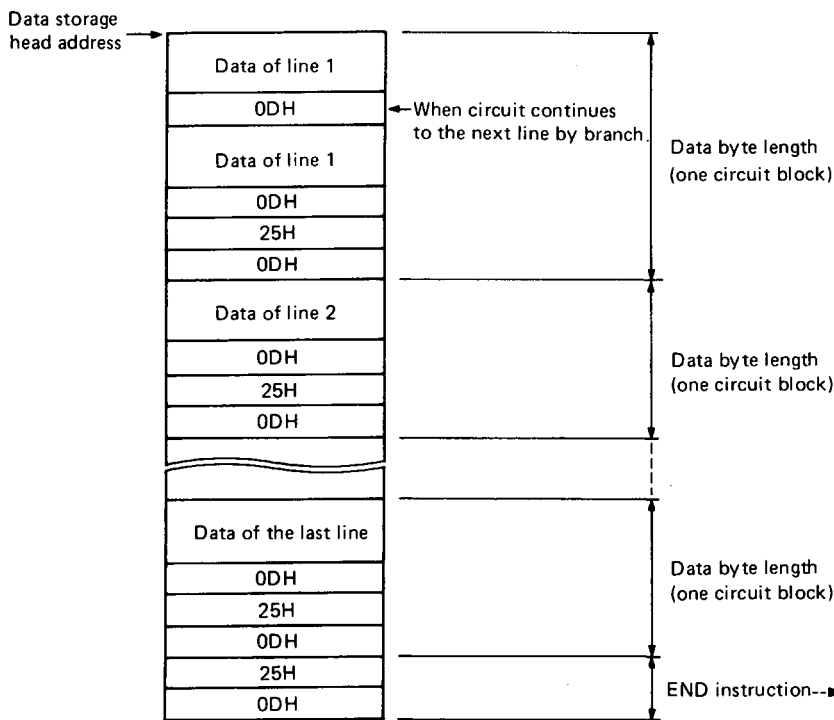 Data storage
head address
Data of line 1
0DH
When circuit continues
to the next line by branch.
Data of line 1
0DH
25H
0DH
Data byte length
(one circuit block)
Data of line 2
0DH
25H
0DH
Data byte length
(one circuit block)
Data of the last line
0DH
25H
0DH
Data byte length
(one circuit block)
25H
0DH
END instruction